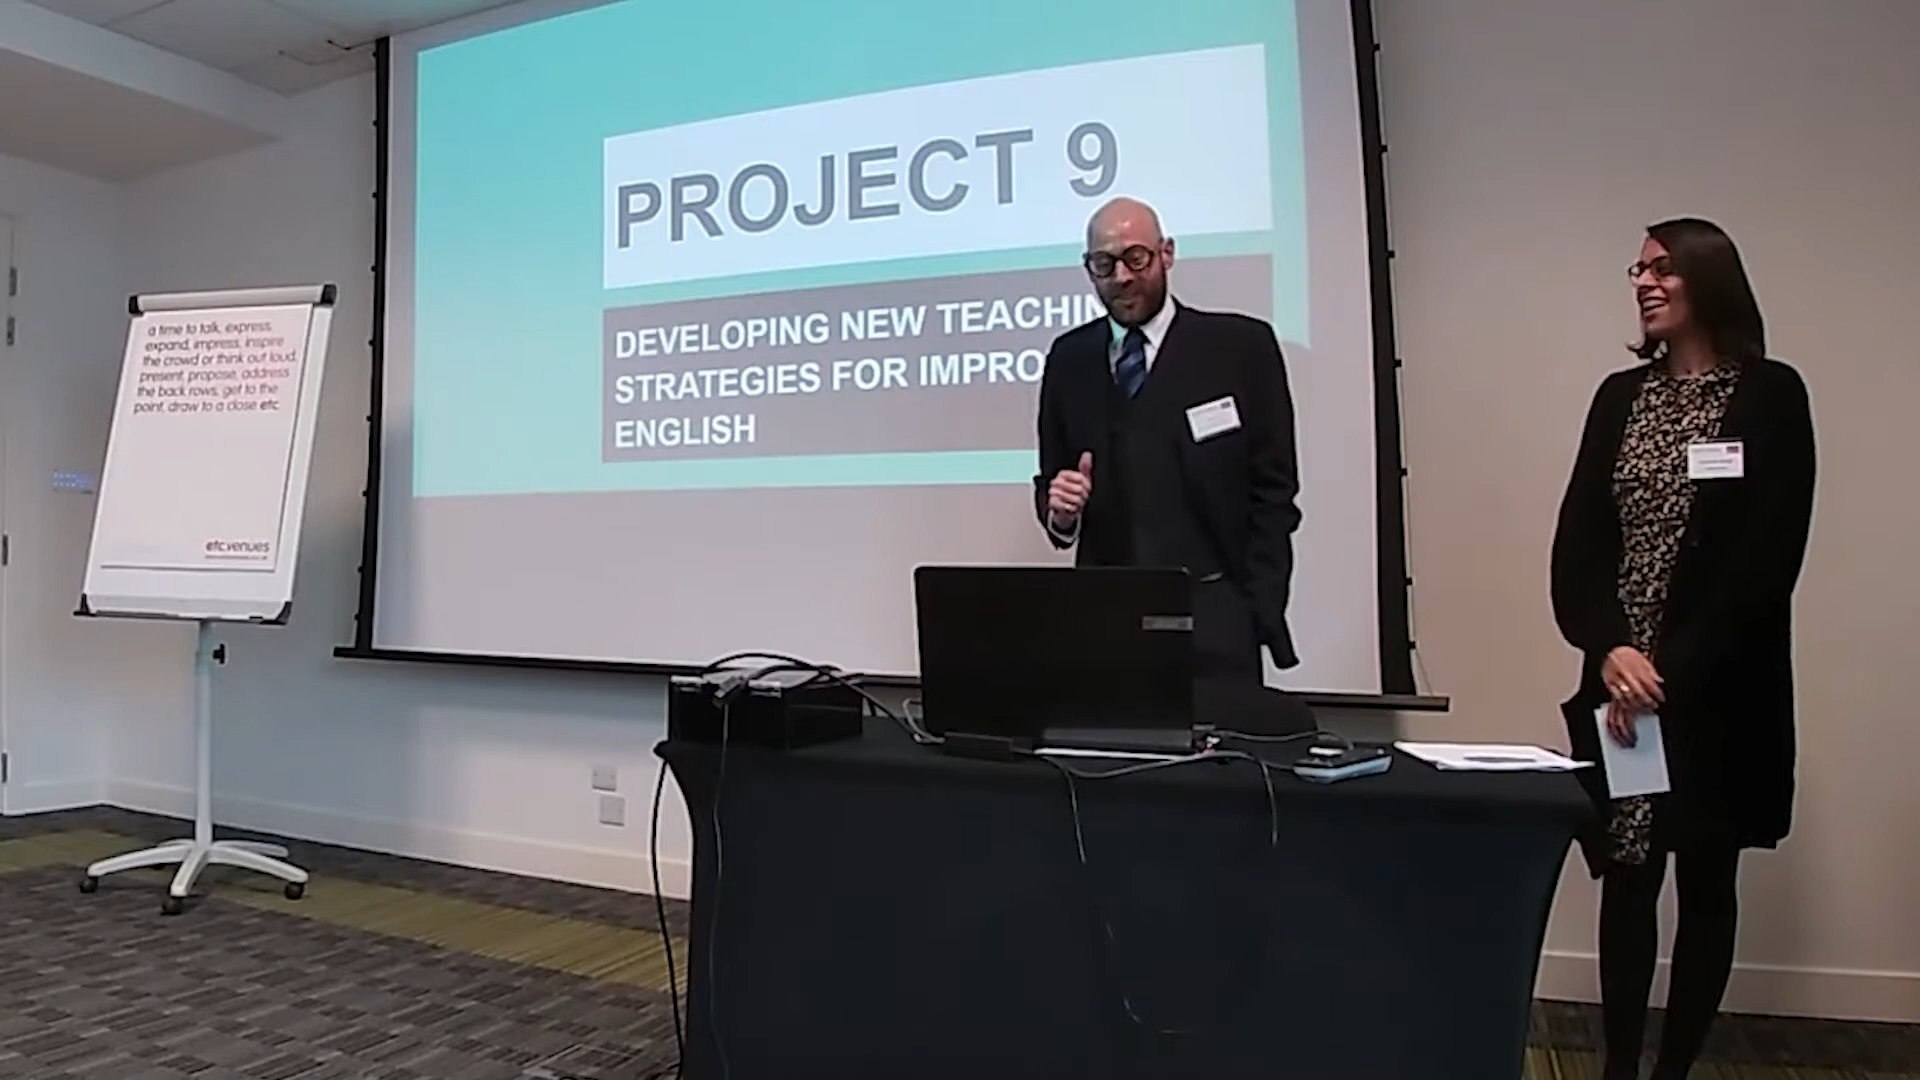 a time to talk, express,
expand, impress, inspire
the crowd or think out loud,
present, propose, address
the back rows, get to the
point, draw to a close etc
etc.venues
PROJECT 9
DEVELOPING NEW TEACHIN
STRATEGIES FOR IMPRO
ENGLISH